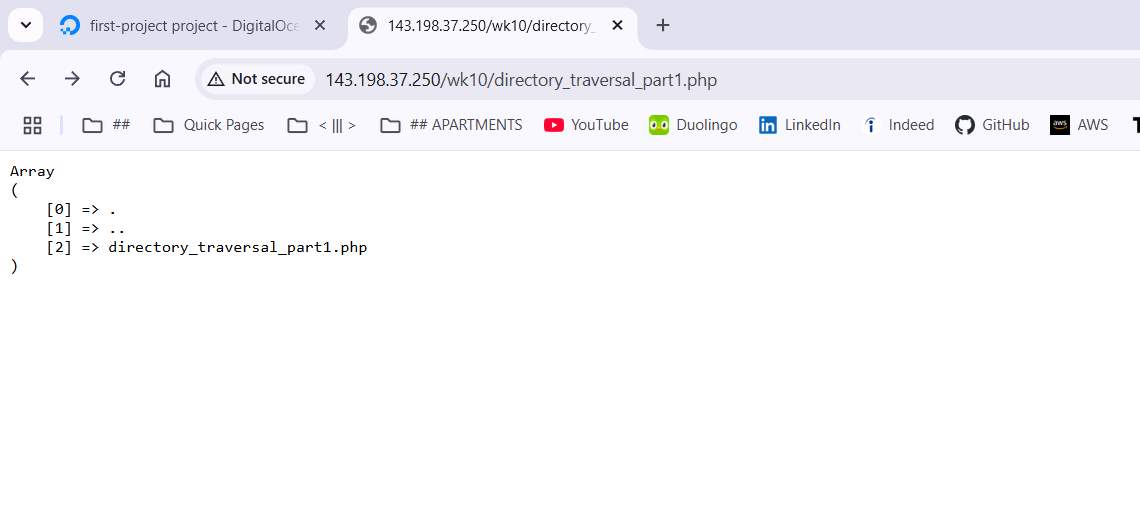 first-project project - DigitalOce
143.198.37.250/wk10/directory_
Not secure 143.198.37.250/wk10/directory_traversal_part1.php
## Quick Pages < ||| > ## APARTMENTS YouTube Duolingo LinkedIn Indeed GitHub aws AWS T
Array
(
    [0] => .
    [1] => ..
    [2] => directory_traversal_part1.php
)